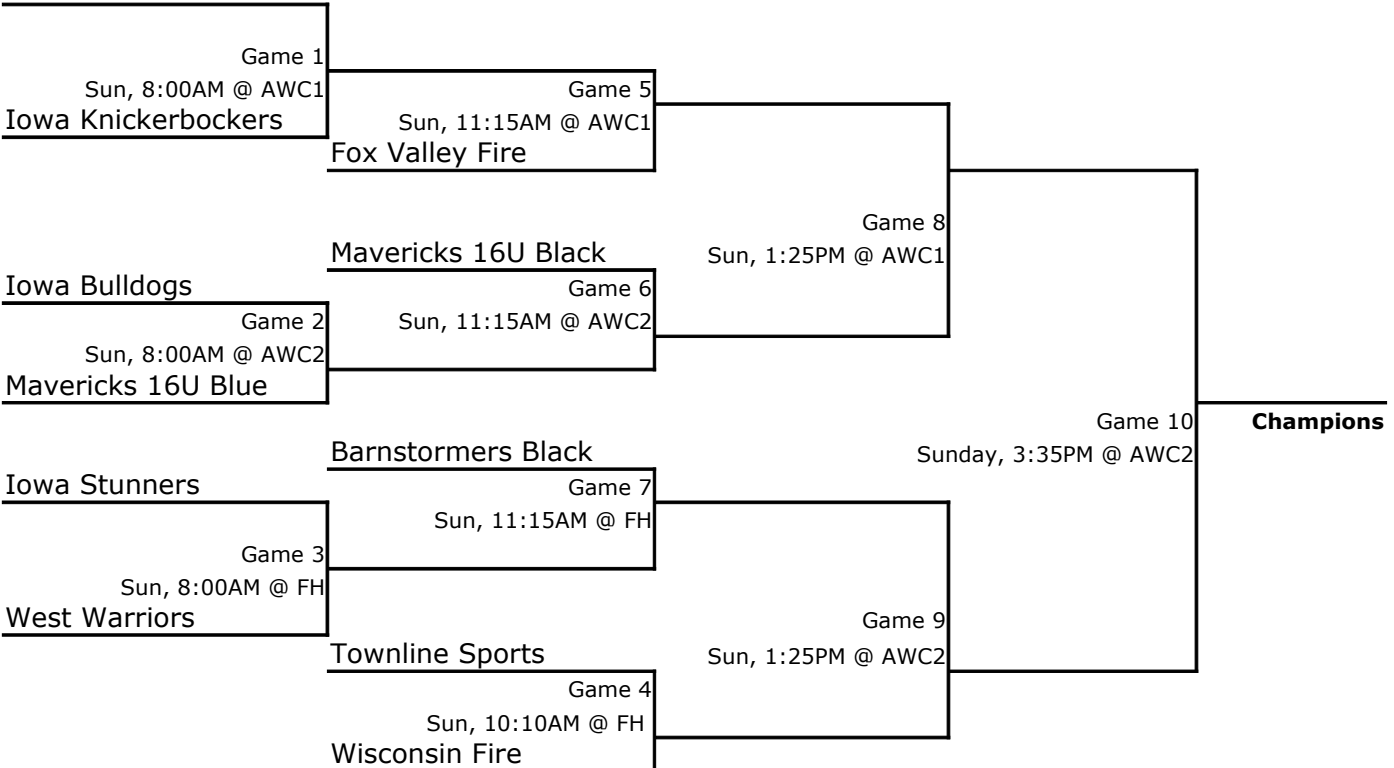 Game 1
Sun, 8:00AM @ AWC1
Iowa Knickerbockers
Game 5
Sun, 11:15AM @ AWC1
Fox Valley Fire
Game 8
Sun, 1:25PM @ AWC1
Mavericks 16U Black
Iowa Bulldogs
Game 6
Sun, 11:15AM @ AWC2
Game 2
Sun, 8:00AM @ AWC2
Mavericks 16U Blue
Game 10
Champions
Sunday, 3:35PM @ AWC2
Barnstormers Black
Iowa Stunners
Game 7
Sun, 11:15AM @ FH
Game 3
Sun, 8:00AM @ FH
West Warriors
Game 9
Sun, 1:25PM @ AWC2
Townline Sports
Game 4
Sun, 10:10AM @ FH
Wisconsin Fire